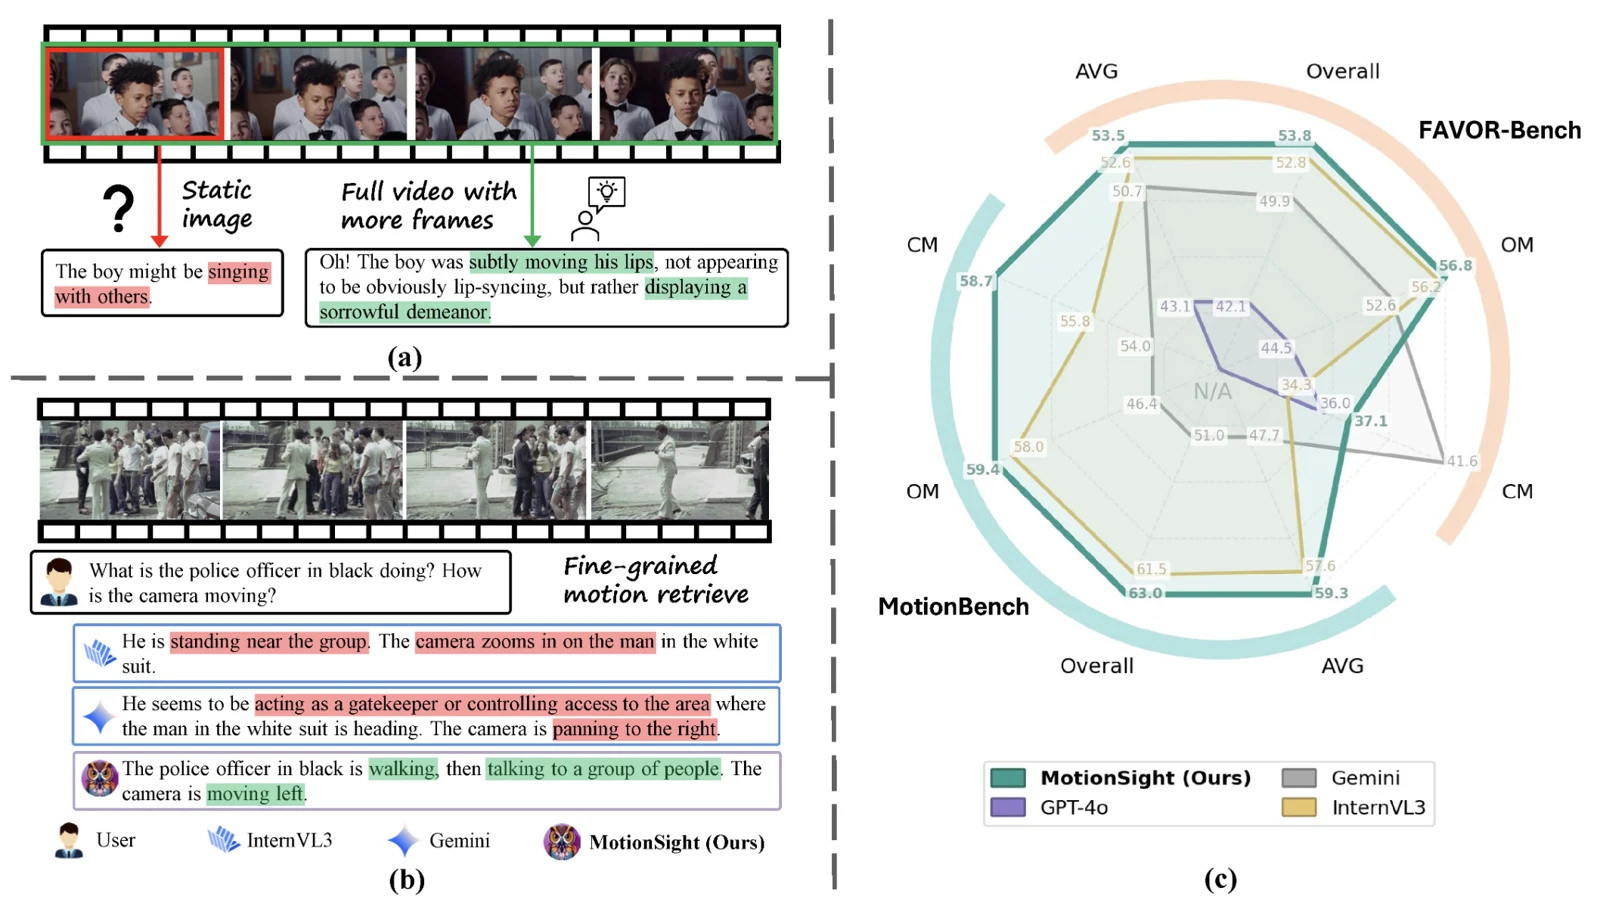 ?
Static
image
Full video with
more frames
The boy might be singing
with others.
Oh! The boy was subtly moving his lips, not appearing
to be obviously lip-syncing, but rather displaying a
sorrowful demeanor.
(a)
What is the police officer in black doing? How
is the camera moving?
Fine-grained
motion retrieve
He is standing near the group. The camera zooms in on the man in the white
suit.
He seems to be acting as a gatekeeper or controlling access to the area where
the man in the white suit is heading. The camera is panning to the right.
The police officer in black is walking, then talking to a group of people. The
camera is moving left.
User
InternVL3
Gemini
MotionSight (Ours)
(b)
AVG
Overall
FAVOR-Bench
53.5
53.8
52.6
52.8
50.7
49.9
CM
OM
58.7
56.8
56.2
52.6
43.1
42.1
55.8
54.0
44.5
N/A
34.3
36.0
46.4
37.1
51.0
47.7
58.0
59.4
41.6
OM
CM
61.5
57.6
63.0
59.3
MotionBench
Overall
AVG
MotionSight (Ours)
Gemini
GPT-4o
InternVL3
(c)